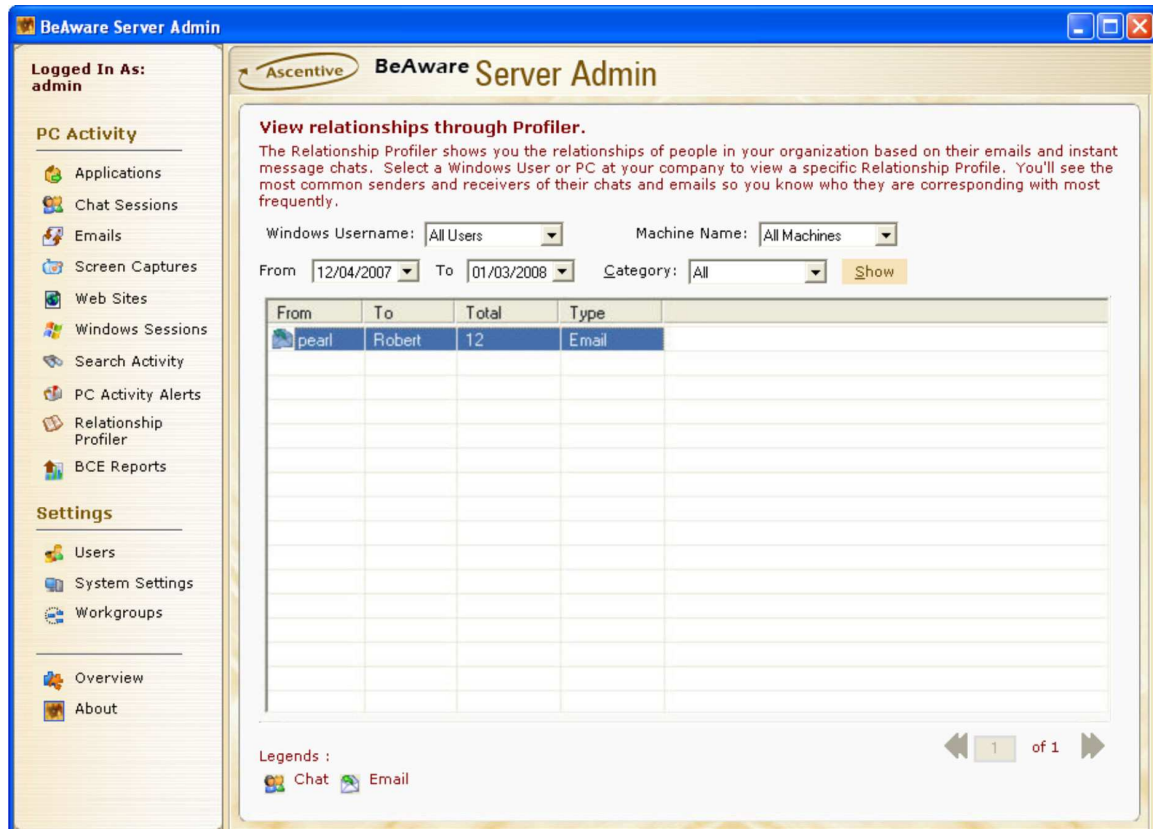 BeAware Server Admin
Logged In As:
admin
PC Activity
Applications
Chat Sessions
Emails
Screen Captures
Web Sites
Windows Sessions
Search Activity
PC Activity Alerts
Relationship
Profiler
BCE Reports
Settings
Users
System Settings
Workgroups
Overview
About
Ascentive BeAware Server Admin
View relationships through Profiler.
The Relationship Profiler shows you the relationships of people in your organization based on their emails and instant
message chats. Select a Windows User or PC at your company to view a specific Relationship Profile. You'll see the
most common senders and receivers of their chats and emails so you know who they are corresponding with most
frequently.
Windows Username: All Users Machine Name: All Machines
From 12/04/2007 To 01/03/2008 Category: All Show
From To Total Type
pearl Robert 12 Email
1 of 1
Legends :
Chat Email